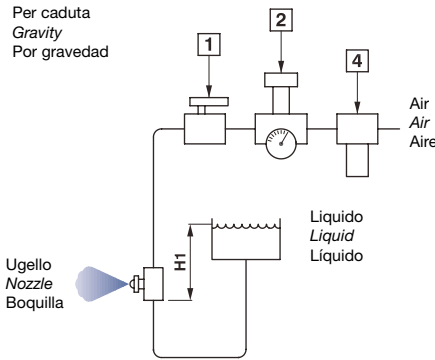 Per caduta
Gravity
Por gravedad
1
2
4
Air
Air
Aire
Liquido
Liquid
Líquido
H1
Ugello
Nozzle
Boquilla